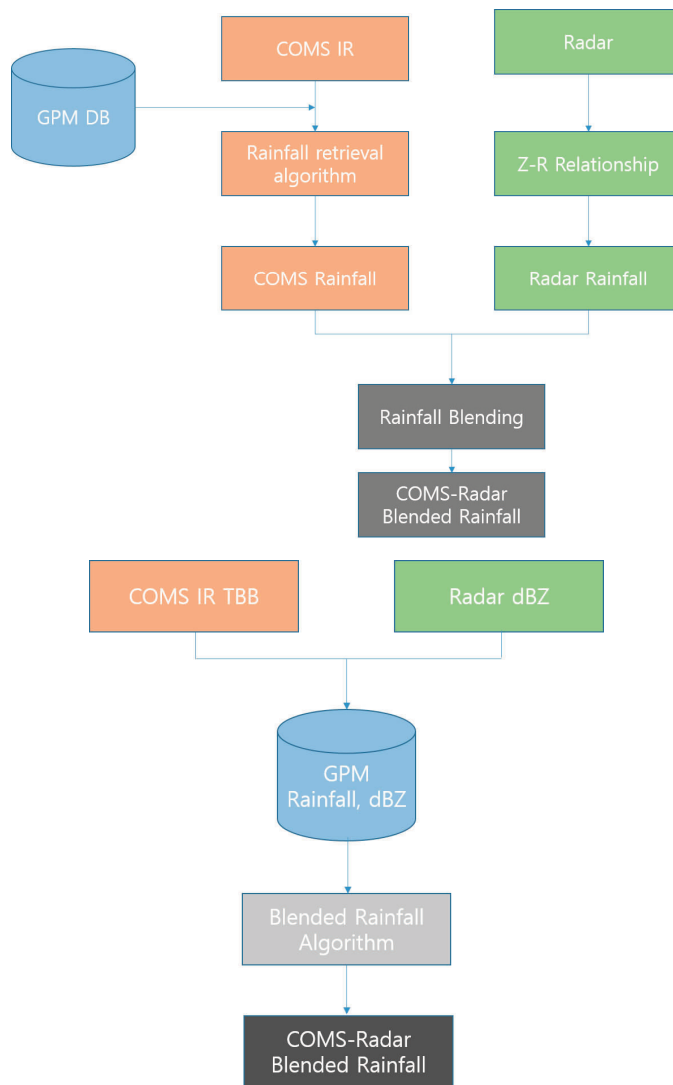 COMS IR
Radar
GPM DB
Rainfall retrieval
algorithm
Z-R Relationship
COMS Rainfall
Radar Rainfall
Rainfall Blending
COMS-Radar
Blended Rainfall
COMS IR TBB
Radar dBZ
GPM
Rainfall, dBZ
Blended Rainfall
Algorithm
COMS-Radar
Blended Rainfall